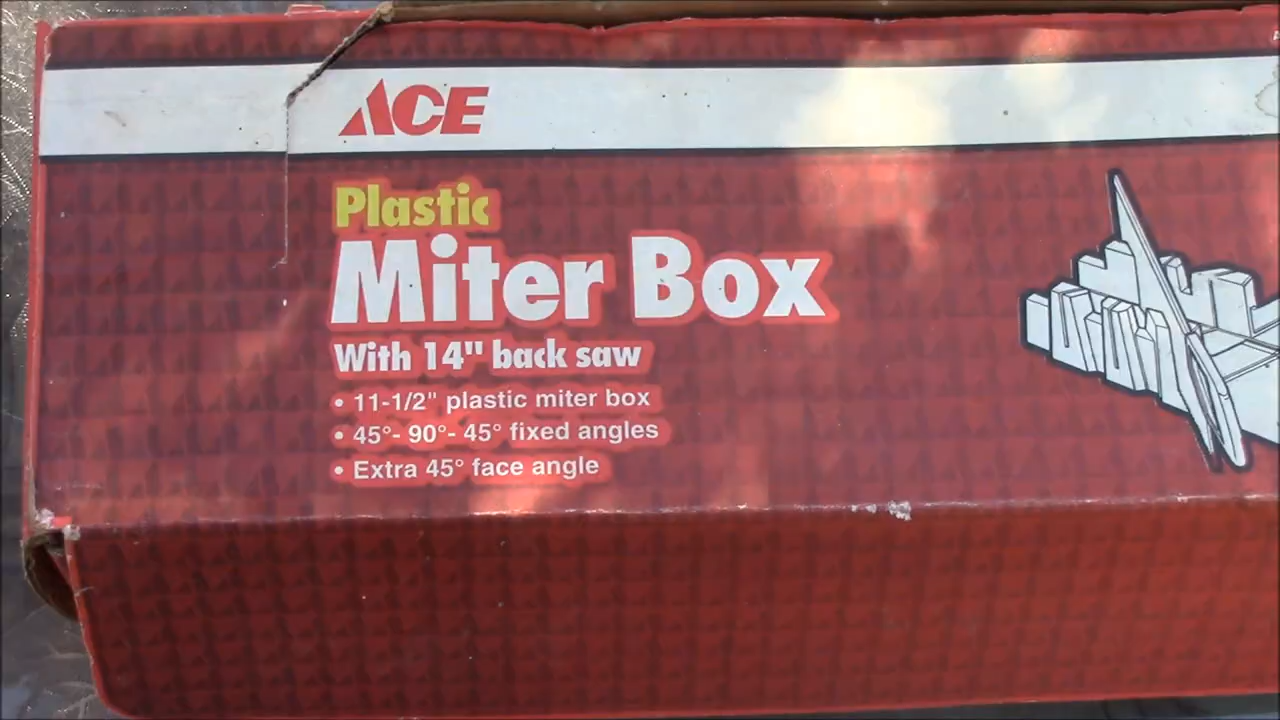 ACE
Plastic
Miter Box
With 14" back saw
• 11-1/2" plastic miter box
• 45°- 90°- 45° fixed angles
• Extra 45° face angle